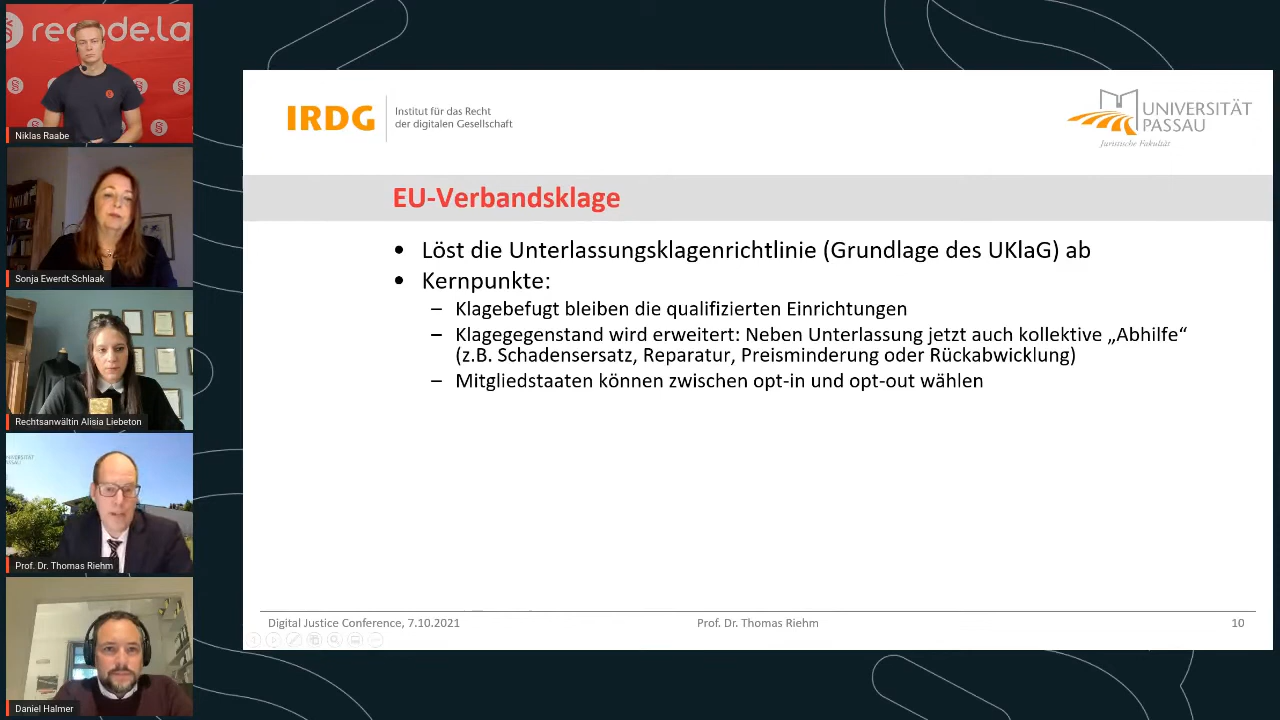 recode.la
Niklas Raabe
Sonja Ewerdt-Schlaak
Rechtsanwältin Alisia Liebeton
UNIVERSITÄT
PASSAU
Prof. Dr. Thomas Riehm
Daniel Halmer
IRDG
Institut für das Recht
der digitalen Gesellschaft
UNIVERSITÄT
PASSAU
Juristische Fakultät
EU-Verbandsklage
• Löst die Unterlassungsklagenrichtlinie (Grundlage des UKlaG) ab
• Kernpunkte:
– Klagebefugt bleiben die qualifizierten Einrichtungen
– Klagegegenstand wird erweitert: Neben Unterlassung jetzt auch kollektive „Abhilfe“
(z.B. Schadensersatz, Reparatur, Preisminderung oder Rückabwicklung)
– Mitgliedstaaten können zwischen opt-in und opt-out wählen
Digital Justice Conference, 7.10.2021
Prof. Dr. Thomas Riehm
10